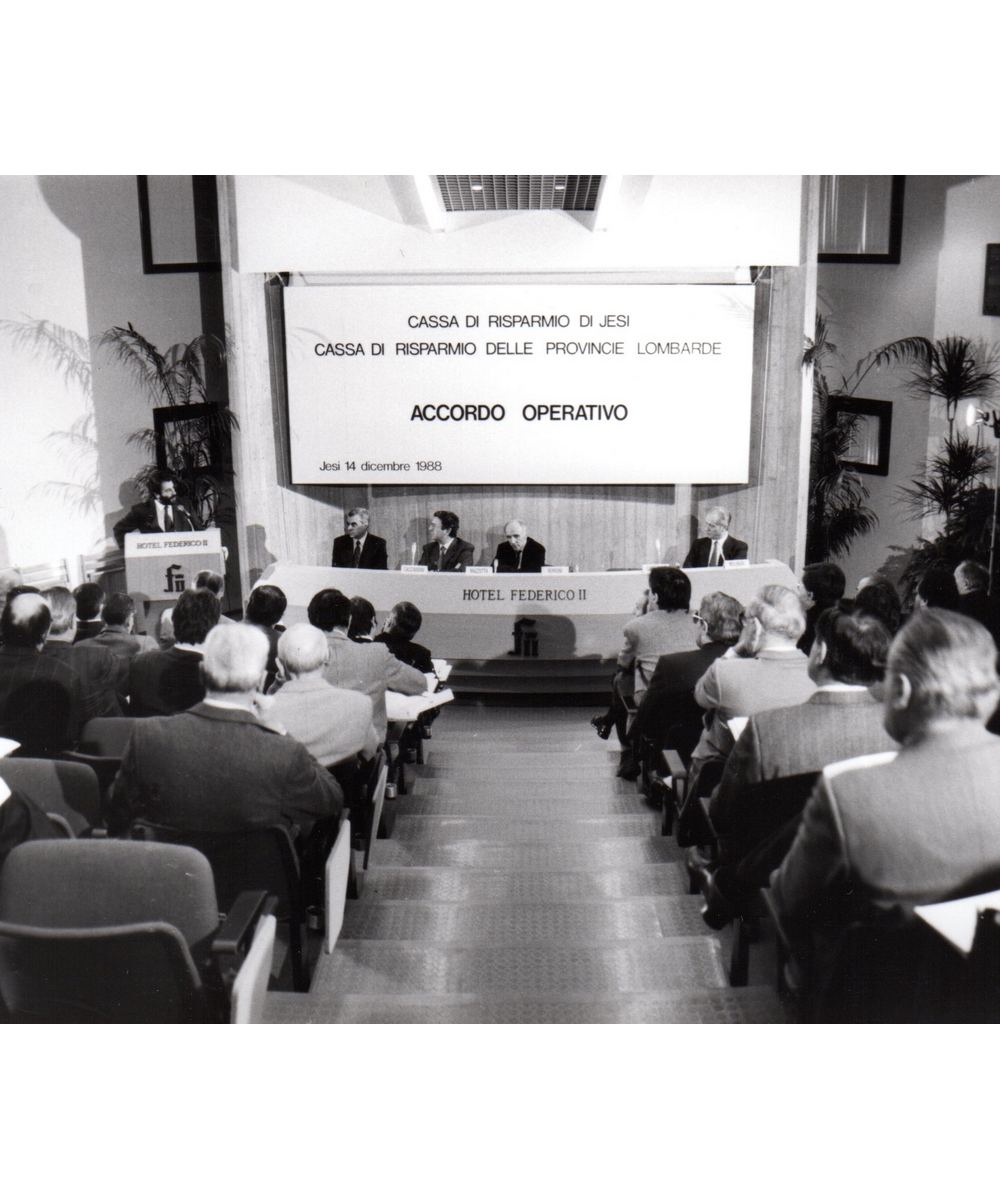 CASSA DI RISPARMIO DI JESI
CASSA DI RISPARMIO DELLE PROVINCIE LOMBARDE
ACCORDO OPERATIVO
Jesi 14 dicembre 1988
HOTEL FEDERICO II
HOTEL FEDERICO II